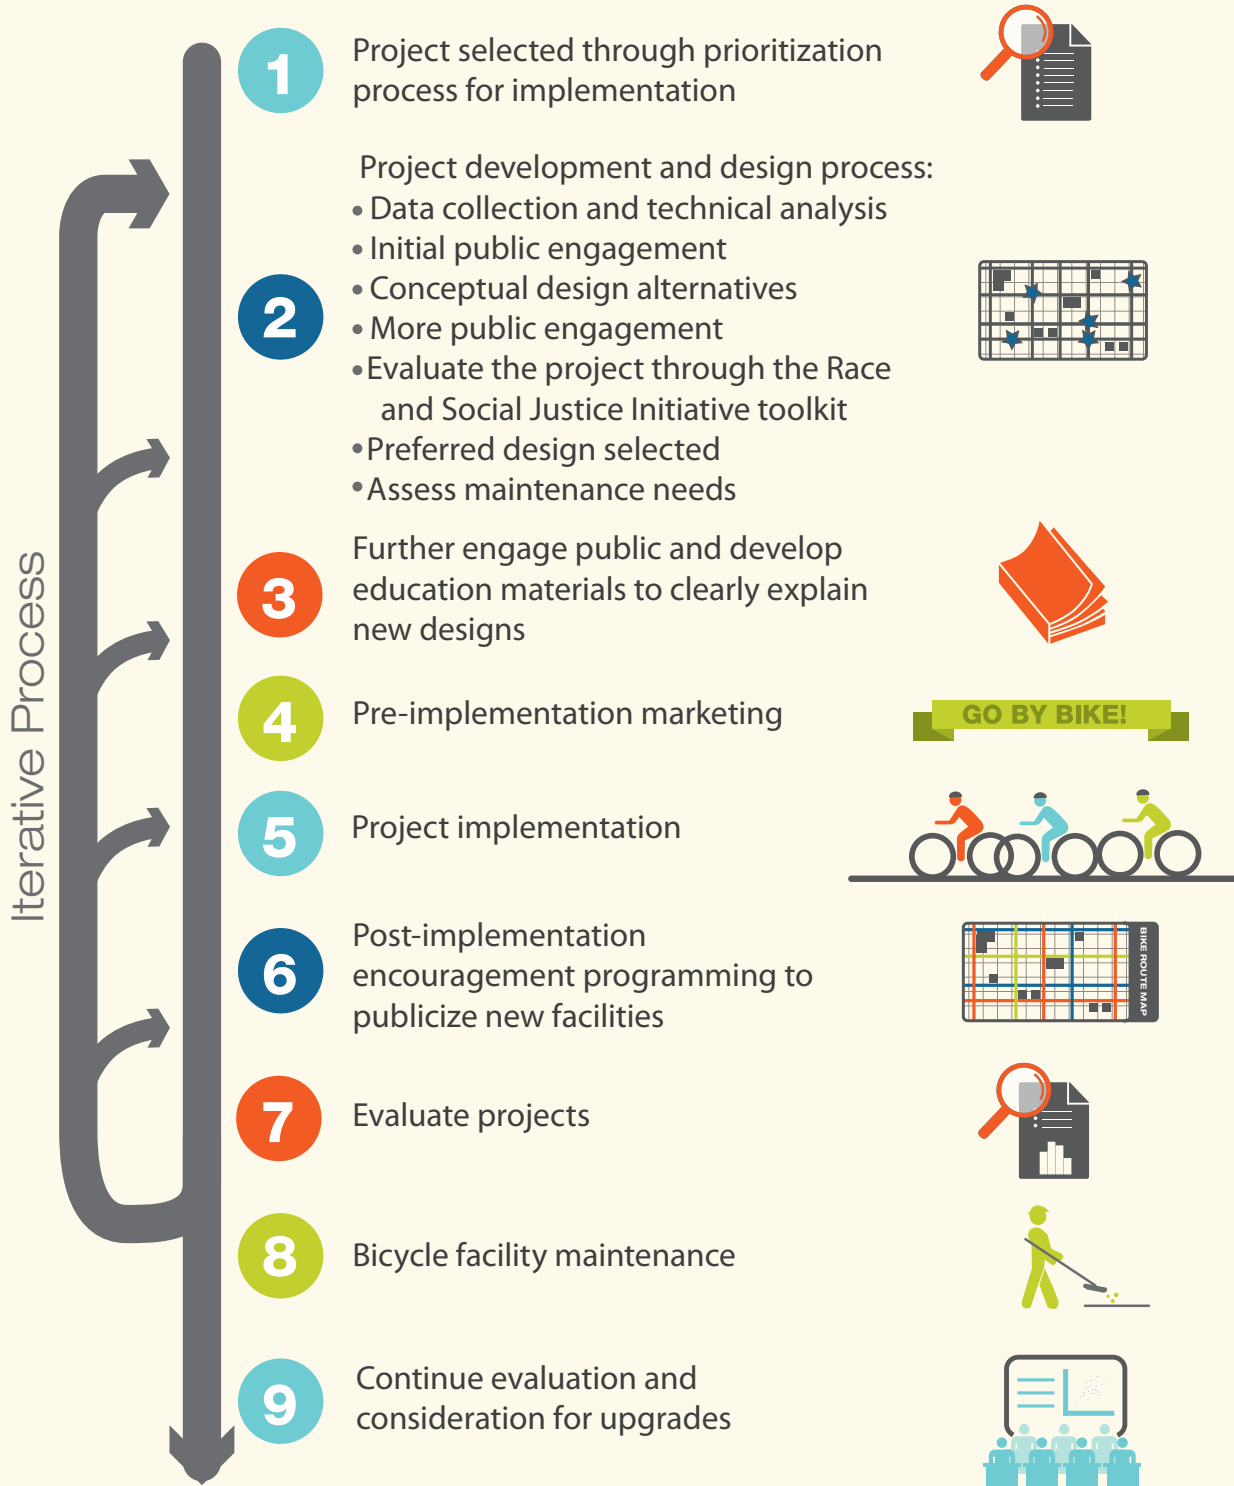 Iterative Process
1
Project selected through prioritization
process for implementation
2
Project development and design process:
• Data collection and technical analysis
• Initial public engagement
• Conceptual design alternatives
• More public engagement
• Evaluate the project through the Race
and Social Justice Initiative toolkit
• Preferred design selected
• Assess maintenance needs
3
Further engage public and develop
education materials to clearly explain
new designs
4
Pre-implementation marketing
GO BY BIKE!
5
Project implementation
6
Post-implementation
encouragement programming to
publicize new facilities
BIKE ROUTE MAP
7
Evaluate projects
8
Bicycle facility maintenance
9
Continue evaluation and
consideration for upgrades